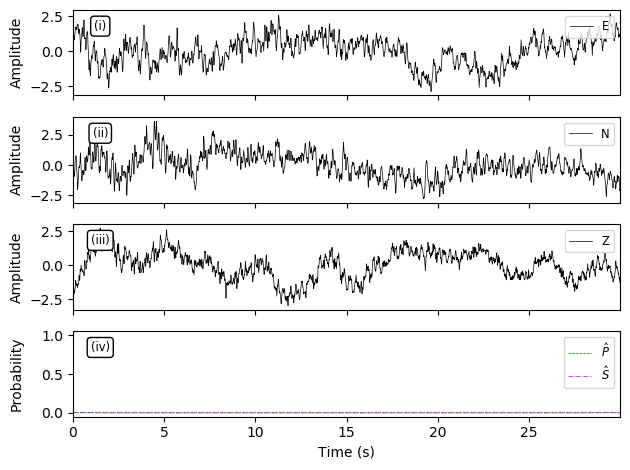 2.5
0.0
−2.5
Amplitude
(i)
E
2.5
0.0
−2.5
Amplitude
(ii)
N
2.5
0.0
−2.5
Amplitude
(iii)
Z
1.0
0.5
0.0
Probability
(iv)
P̂
Ŝ
0 5 10 15 20 25
Time (s)